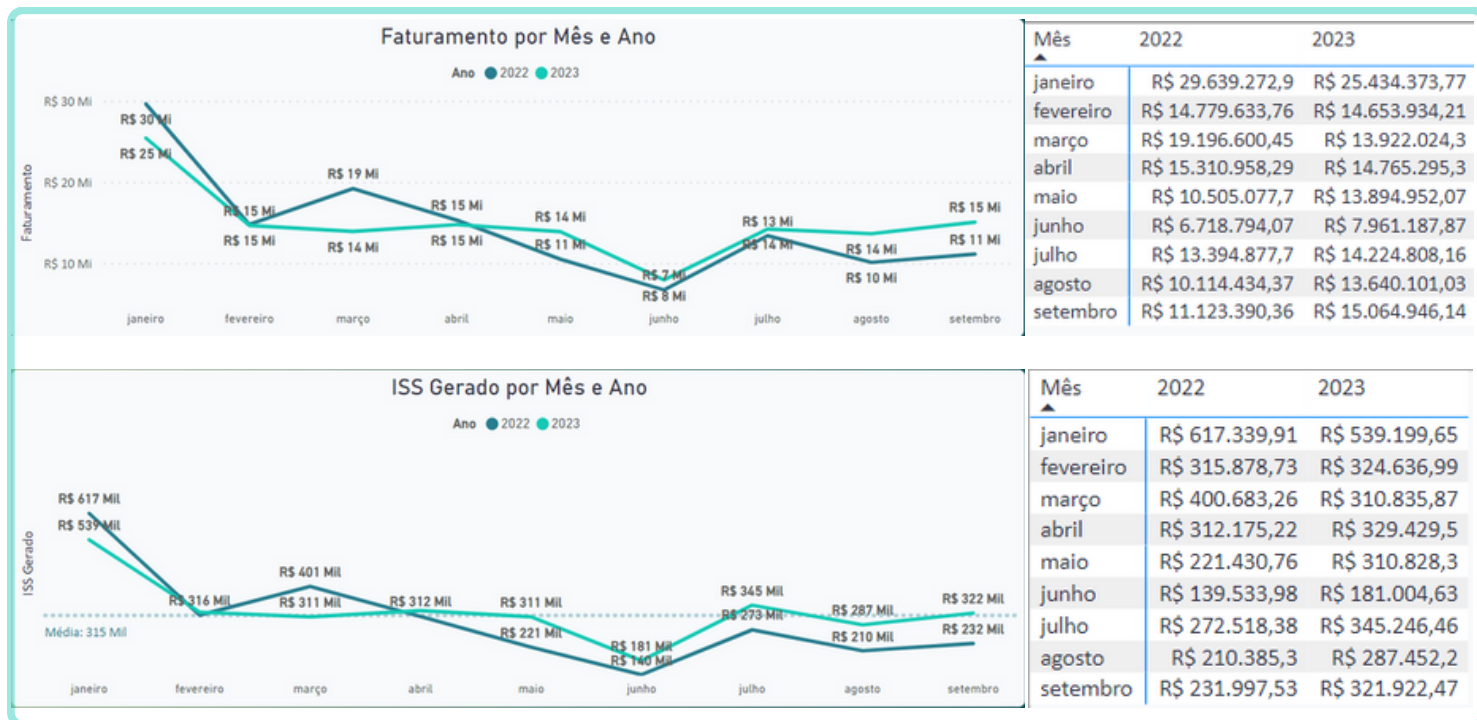 Faturamento por Mês e Ano
Ano 2022 2023
Faturamento
R$ 30 Mi
R$ 20 Mi
R$ 10 Mi
R$ 30 Mi
R$ 25 Mi
R$ 15 Mi
R$ 15 Mi
R$ 19 Mi
R$ 14 Mi
R$ 15 Mi
R$ 15 Mi
R$ 14 Mi
R$ 11 Mi
R$ 7 Mi
R$ 8 Mi
R$ 13 Mi
R$ 14 Mi
R$ 14 Mi
R$ 10 Mi
R$ 15 Mi
R$ 11 Mi
janeiro fevereiro março abril maio junho julho agosto setembro
Mês 2022 2023
janeiro R$ 29.639.272,9 R$ 25.434.373,77
fevereiro R$ 14.779.633,76 R$ 14.653.934,21
março R$ 19.196.600,45 R$ 13.922.024,3
abril R$ 15.310.958,29 R$ 14.765.295,3
maio R$ 10.505.077,7 R$ 13.894.952,07
junho R$ 6.718.794,07 R$ 7.961.187,87
julho R$ 13.394.877,7 R$ 14.224.808,16
agosto R$ 10.114.434,37 R$ 13.640.101,03
setembro R$ 11.123.390,36 R$ 15.064.946,14
ISS Gerado por Mês e Ano
Ano 2022 2023
ISS Gerado
R$ 617 Mil
R$ 539 Mil
R$ 316 Mil
R$ 401 Mil
R$ 311 Mil
R$ 312 Mil
R$ 311 Mil
R$ 221 Mil
R$ 181 Mil
R$ 140 Mil
R$ 345 Mil
R$ 273 Mil
R$ 287 Mil
R$ 210 Mil
R$ 322 Mil
R$ 232 Mil
Média: 315 Mil
janeiro fevereiro março abril maio junho julho agosto setembro
Mês 2022 2023
janeiro R$ 617.339,91 R$ 539.199,65
fevereiro R$ 315.878,73 R$ 324.636,99
março R$ 400.683,26 R$ 310.835,87
abril R$ 312.175,22 R$ 329.429,5
maio R$ 221.430,76 R$ 310.828,3
junho R$ 139.533,98 R$ 181.004,63
julho R$ 272.518,38 R$ 345.246,46
agosto R$ 210.385,3 R$ 287.452,2
setembro R$ 231.997,53 R$ 321.922,47